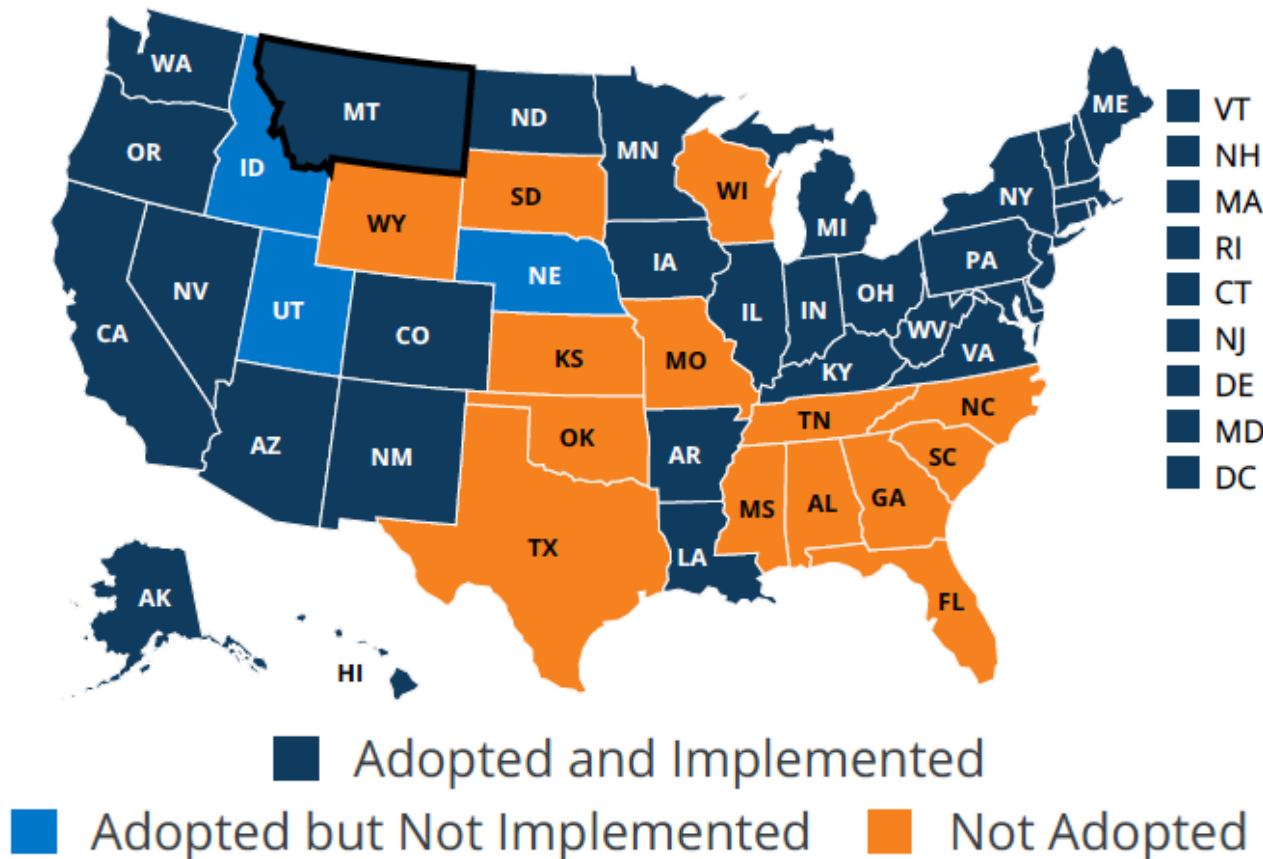 WA
MT
ND
MN
ME
VT
OR
ID
NH
SD
WI
NY
MA
WY
MI
RI
NV
NE
IA
PA
CT
UT
CO
IL
IN
OH
WV
NJ
CA
KS
MO
KY
VA
DE
AZ
NM
OK
AR
TN
NC
MD
SC
DC
TX
LA
MS
AL
GA
AK
FL
HI
Adopted and Implemented
Adopted but Not Implemented
Not Adopted